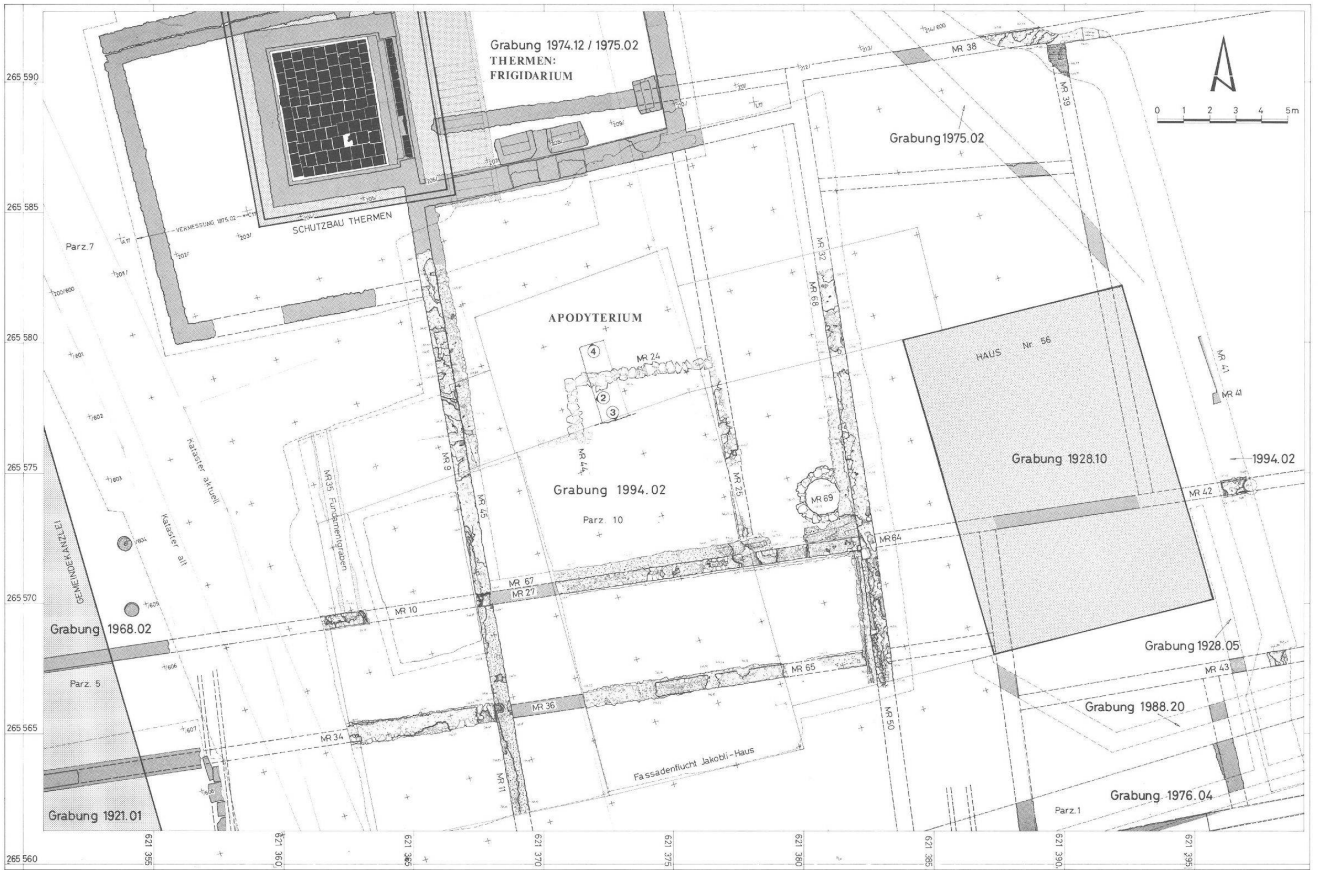 Grabung 1974.12 / 1975.02
THERMEN:
FRIGIDARIUM
MR 38
MR 39
0 1 2 3 4 5m
265 590
Grabung 1975.02
265 585
VERMESSUNG 1975.02
SCHUTZBAU THERMEN
Parz. 7
MR 32
MR 68
265 580
APODYTERIUM
4
MR 24
2
3
HAUS Nr. 56
MR 41
MR 41
Kataster aktuell
Kataster alt
265 575
MR35 Fundamentgraben
MR 9
MR 45
MR 44
MR 25
Grabung 1994.02
Parz. 10
MR 69
Grabung 1928.10
1994.02
MR 42
GEMEINDEKANZLEI
MR 64
265 570
MR 67
MR 27
MR 10
Grabung 1968.02
Parz. 5
MR 65
Grabung 1928.05
MR 43
265 565
MR 36
MR 34
Grabung 1988.20
MR 50
Fassadenflucht Jakobli-Haus
MR 11
Grabung 1921.01
Grabung 1976.04
Parz.1
265 560
621 355
621 360
621 365
621 370
621 375
621 380
621 385
621 390
621 395